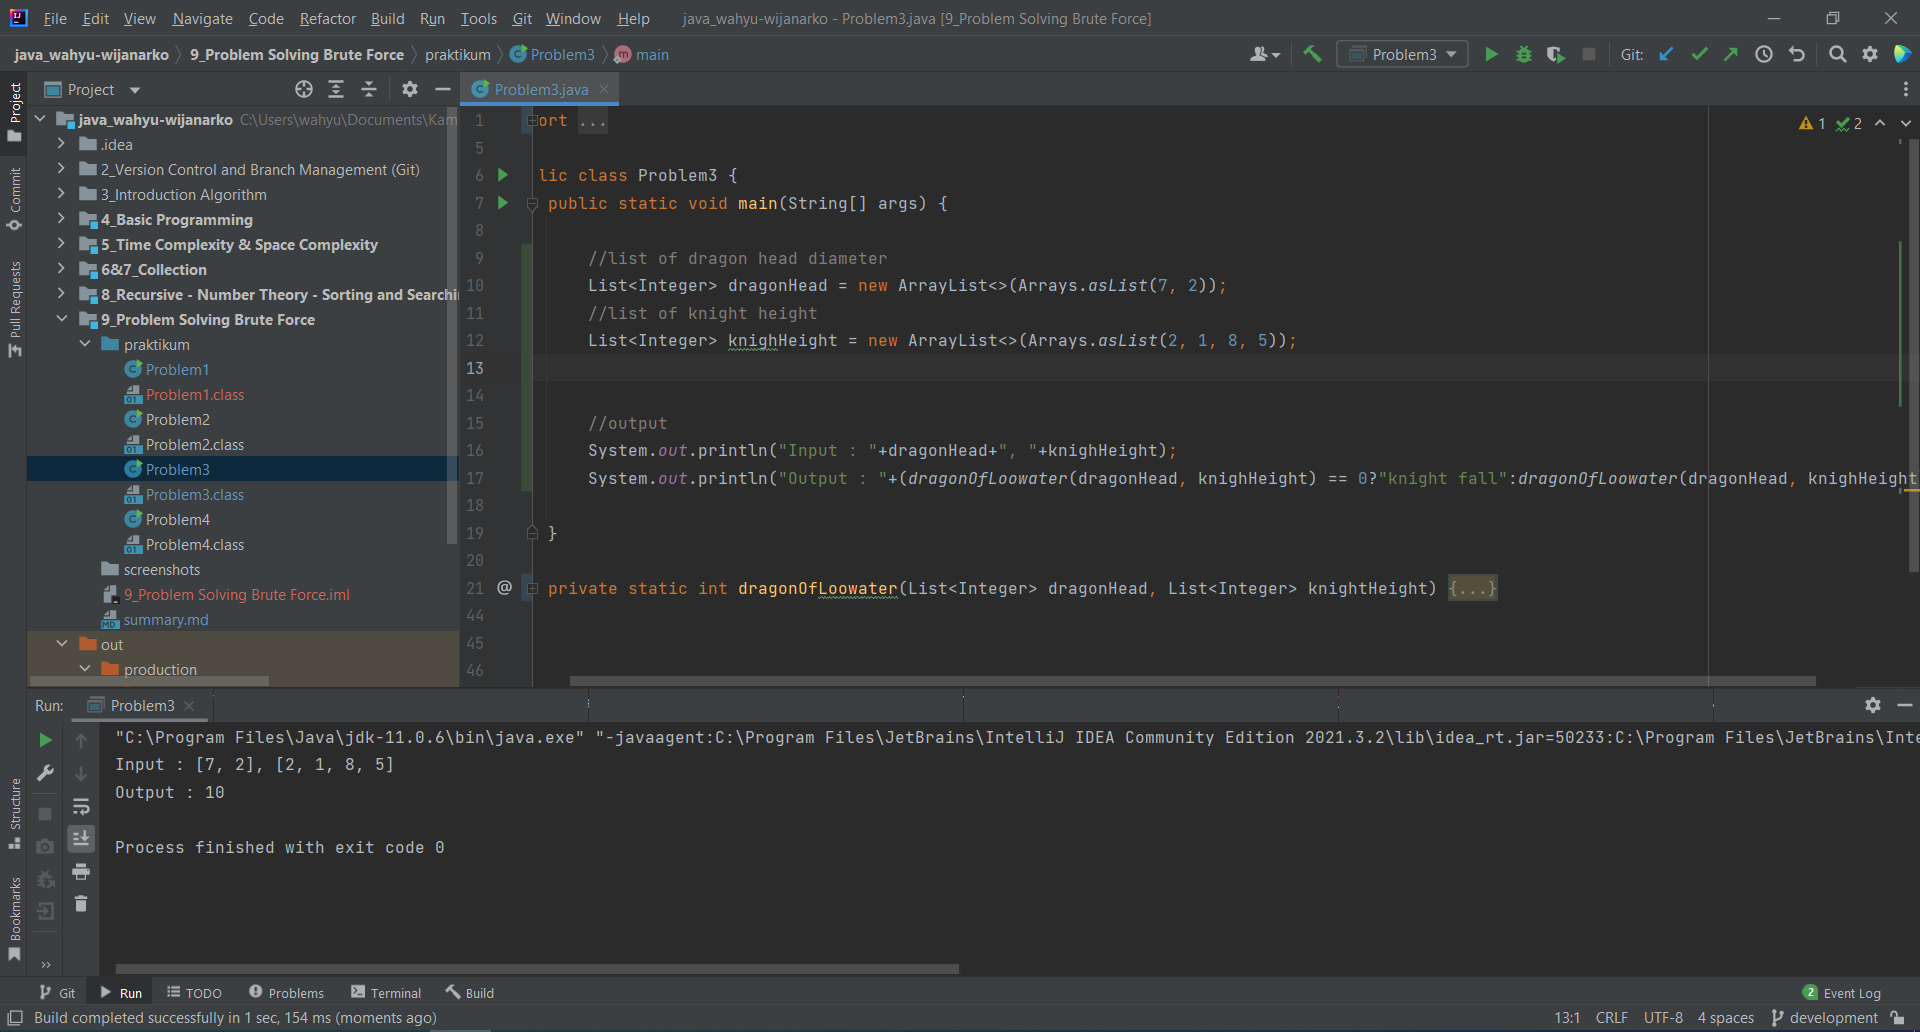 File Edit View Navigate Code Refactor Build Run Tools Git Window Help java_wahyu-wijanarko - Problem3.java [9_Problem Solving Brute Force]
java_wahyu-wijanarko 9_Problem Solving Brute Force praktikum Problem3 main Problem3 Git:
Project
Commit
Pull Requests
Structure
Bookmarks
Project
java_wahyu-wijanarko C:\Users\wahyu\Documents\Kam
.idea
2_Version Control and Branch Management (Git)
3_Introduction Algorithm
4_Basic Programming
5_Time Complexity & Space Complexity
6&7_Collection
8_Recursive - Number Theory - Sorting and Searchi
9_Problem Solving Brute Force
praktikum
Problem1
Problem1.class
Problem2
Problem2.class
Problem3
Problem3.class
Problem4
Problem4.class
screenshots
9_Problem Solving Brute Force.iml
summary.md
out
production
Problem3.java
1 2
1 ort ...
5
6 lic class Problem3 {
7 public static void main(String[] args) {
8
9 //list of dragon head diameter
10 List<Integer> dragonHead = new ArrayList<>(Arrays.asList(7, 2));
11 //list of knight height
12 List<Integer> knighHeight = new ArrayList<>(Arrays.asList(2, 1, 8, 5));
13
14
15 //output
16 System.out.println("Input : "+dragonHead+", "+knighHeight);
17 System.out.println("Output : "+(dragonOfLoowater(dragonHead, knighHeight) == 0?"knight fall":dragonOfLoowater(dragonHead, knighHeight
18
19 }
20
21 @ private static int dragonOfLoowater(List<Integer> dragonHead, List<Integer> knightHeight) {...}
44
45
46
Run: Problem3
"C:\Program Files\Java\jdk-11.0.6\bin\java.exe" "-javaagent:C:\Program Files\JetBrains\IntelliJ IDEA Community Edition 2021.3.2\lib\idea_rt.jar=50233:C:\Program Files\JetBrains\Inte
Input : [7, 2], [2, 1, 8, 5]
Output : 10
Process finished with exit code 0
Git Run TODO Problems Terminal Build 2 Event Log
Build completed successfully in 1 sec, 154 ms (moments ago) 13:1 CRLF UTF-8 4 spaces development